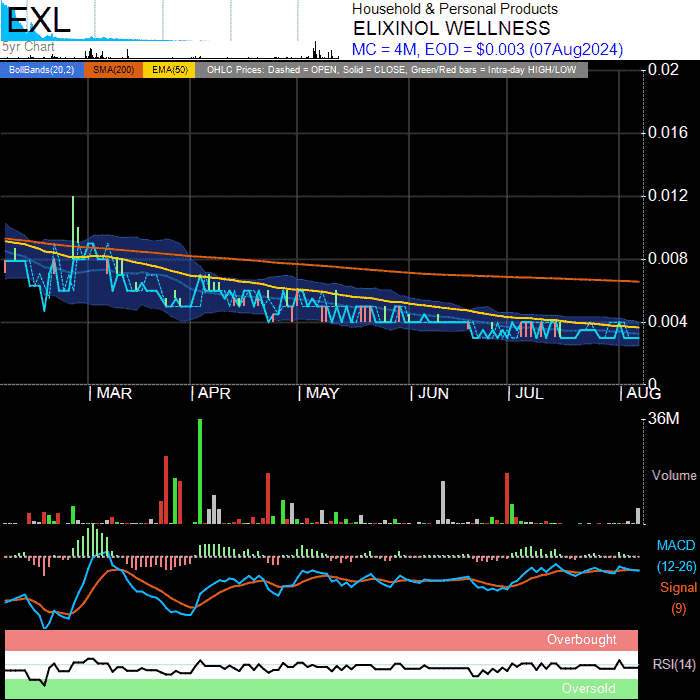 EXL
5yr Chart
Household & Personal Products
ELIXINOL WELLNESS
MC = 4M, EOD = $0.003 (07Aug2024)
BollBands(20,2) SMA(200) EMA(50) OHLC Prices: Dashed = OPEN, Solid = CLOSE, Green/Red bars = Intra-day HIGH/LOW
0.02
0.016
0.012
0.008
0.004
0
MAR APR MAY JUN JUL AUG
36M
Volume
MACD
(12-26)
Signal
(9)
Overbought
RSI(14)
Oversold